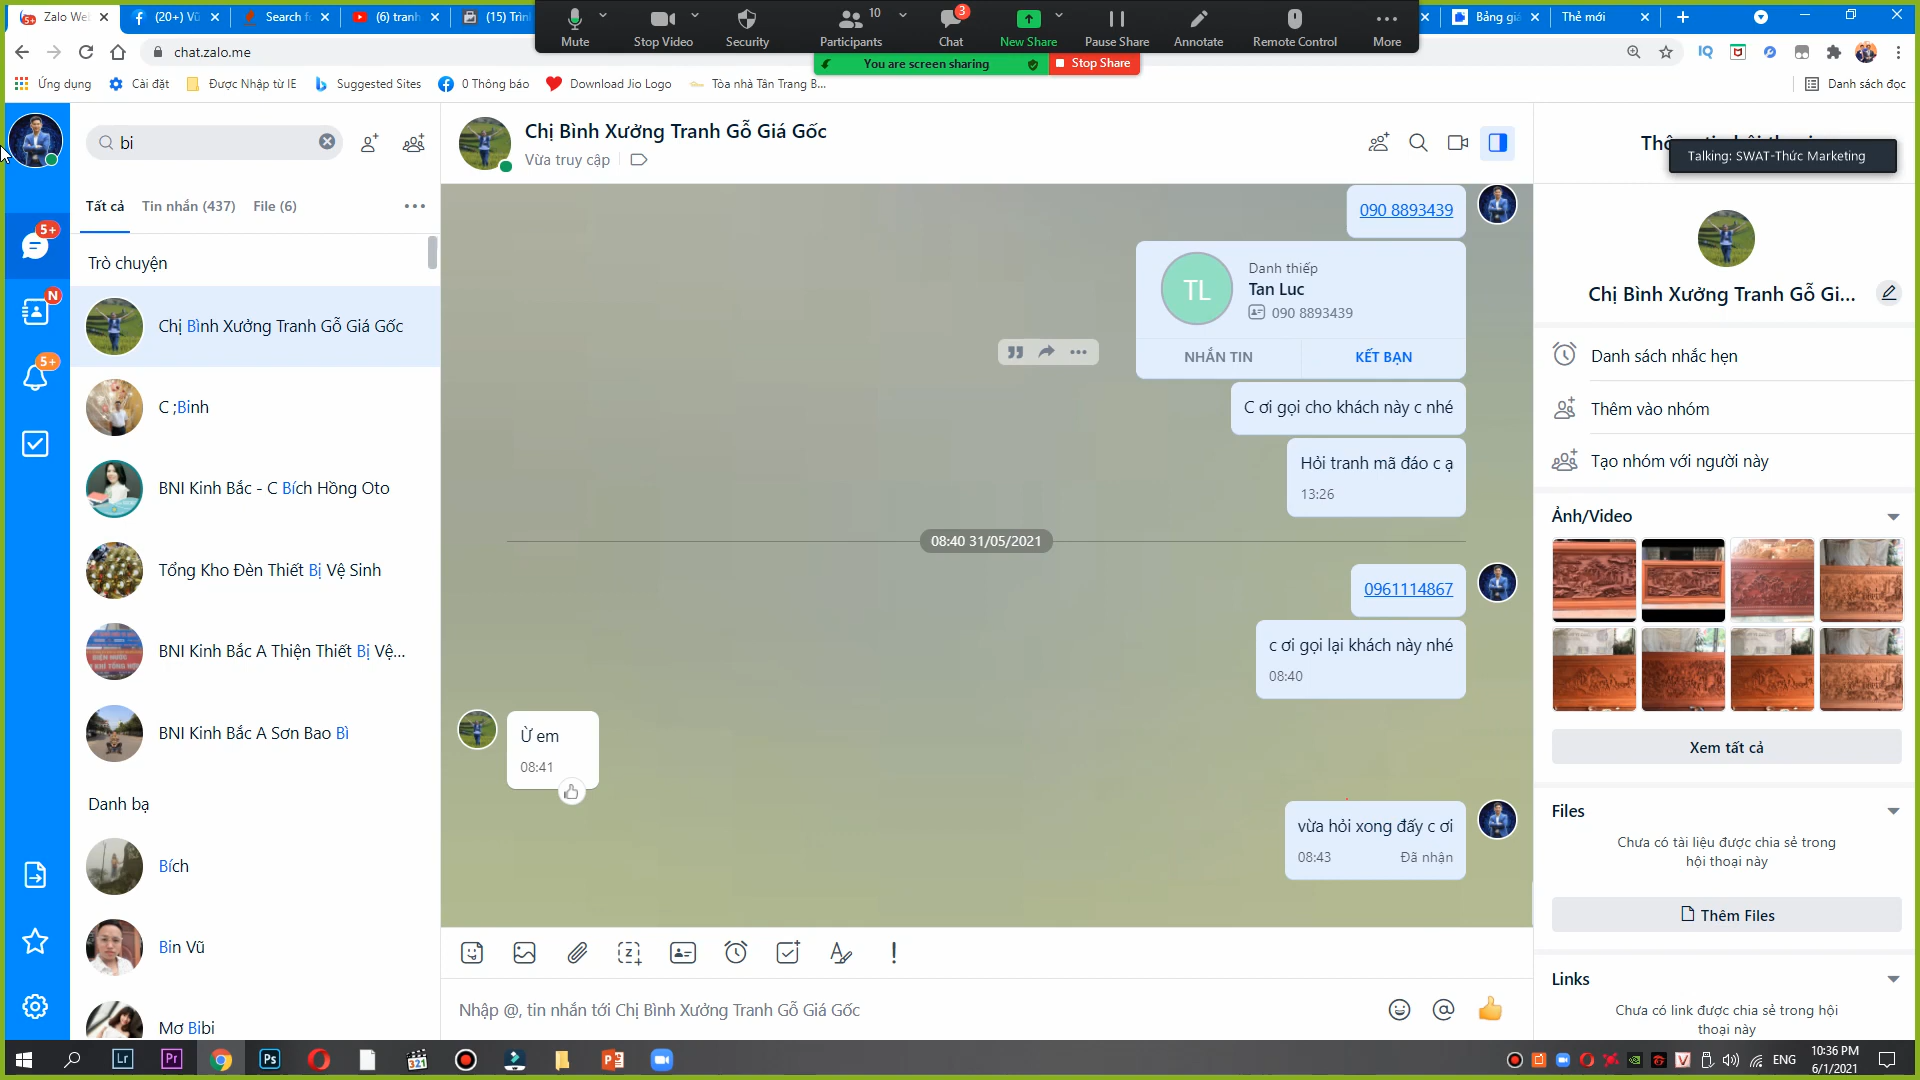 Zalo Web
(20+) Vũ
Search fo
(6) tranh
(15) Trìn
Bảng giá
Thẻ mới
Mute
Stop Video
Security
Participants
10
Chat
3
New Share
Pause Share
Annotate
Remote Control
More
You are screen sharing
Stop Share
chat.zalo.me
Ứng dụng
Cài đặt
Được Nhập từ IE
Suggested Sites
0 Thông báo
Download Jio Logo
Tòa nhà Tân Trang B...
Danh sách đọc
bi
Tất cả
Tin nhắn (437)
File (6)
5+
N
5+
Trò chuyện
Chị Bình Xưởng Tranh Gỗ Giá Gốc
C ;Bình
BNI Kinh Bắc - C Bích Hồng Oto
Tổng Kho Đèn Thiết Bị Vệ Sinh
BNI Kinh Bắc A Thiện Thiết Bị Vệ...
BNI Kinh Bắc A Sơn Bao Bì
Danh bạ
Bích
Bin Vũ
Mơ Bibi
Chị Bình Xưởng Tranh Gỗ Giá Gốc
Vừa truy cập
090 8893439
TL
Danh thiếp
Tan Luc
090 8893439
NHẮN TIN
KẾT BẠN
C ơi gọi cho khách này c nhé
Hỏi tranh mã đáo c ạ
13:26
08:40 31/05/2021
0961114867
c ơi gọi lại khách này nhé
08:40
Ừ em
08:41
vừa hỏi xong đấy c ơi
08:43
Đã nhận
Nhập @, tin nhắn tới Chị Bình Xưởng Tranh Gỗ Giá Gốc
Talking: SWAT-Thức Marketing
Chị Bình Xưởng Tranh Gỗ Gi...
Danh sách nhắc hẹn
Thêm vào nhóm
Tạo nhóm với người này
Ảnh/Video
Xem tất cả
Files
Chưa có tài liệu được chia sẻ trong
hội thoại này
Thêm Files
Links
Chưa có link được chia sẻ trong hội
thoại này
Lr
Pr
Ps
321
ENG
10:36 PM
6/1/2021